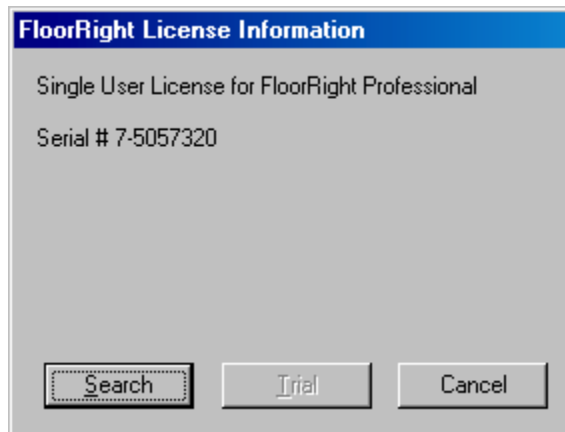 FloorRight License Information
Single User License for FloorRight Professional
Serial # 7-5057320
Search Trial Cancel